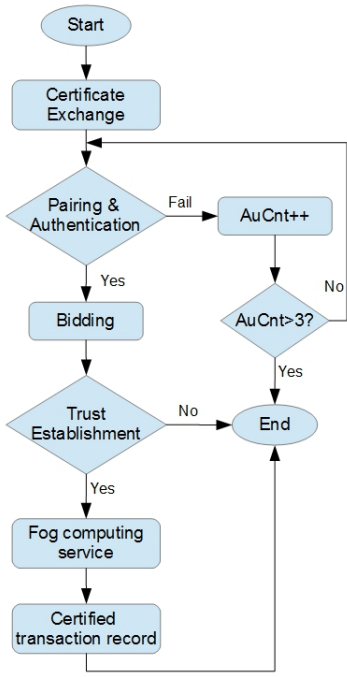 Start
Certificate
Exchange
Pairing &
Authentication
Fail
AuCnt++
No
Yes
Bidding
AuCnt>3?
Yes
Trust
Establishment
No
End
Yes
Fog computing
service
Certified
transaction record